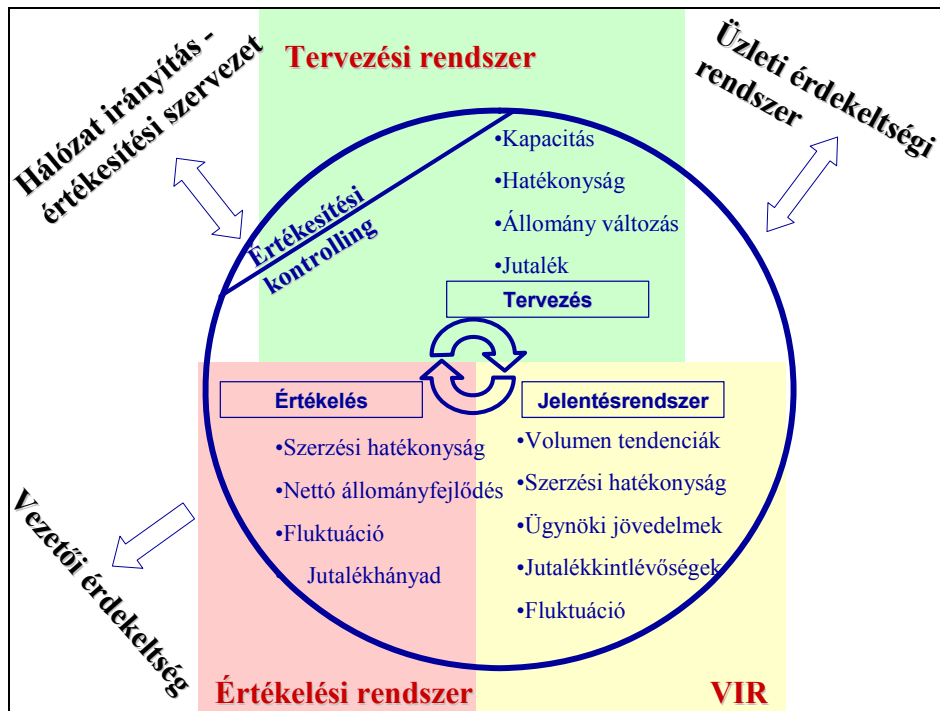 Hálózat irányítás -
értékesítési szervezet
Tervezési rendszer
Üzleti érdekeltségi
rendszer
Értékesítési
kontrolling
•Kapacitás
•Hatékonyság
•Állomány változás
•Jutalék
Tervezés
Értékelés
•Szerzési hatékonyság
•Nettó állományfejlődés
•Fluktuáció
Jutalékhányad
Jelentésrendszer
•Volumen tendenciák
•Szerzési hatékonyság
•Ügynöki jövedelmek
•Jutalékkintlévőségek
•Fluktuáció
Vezetői érdekeltség
Értékelési rendszer
VIR